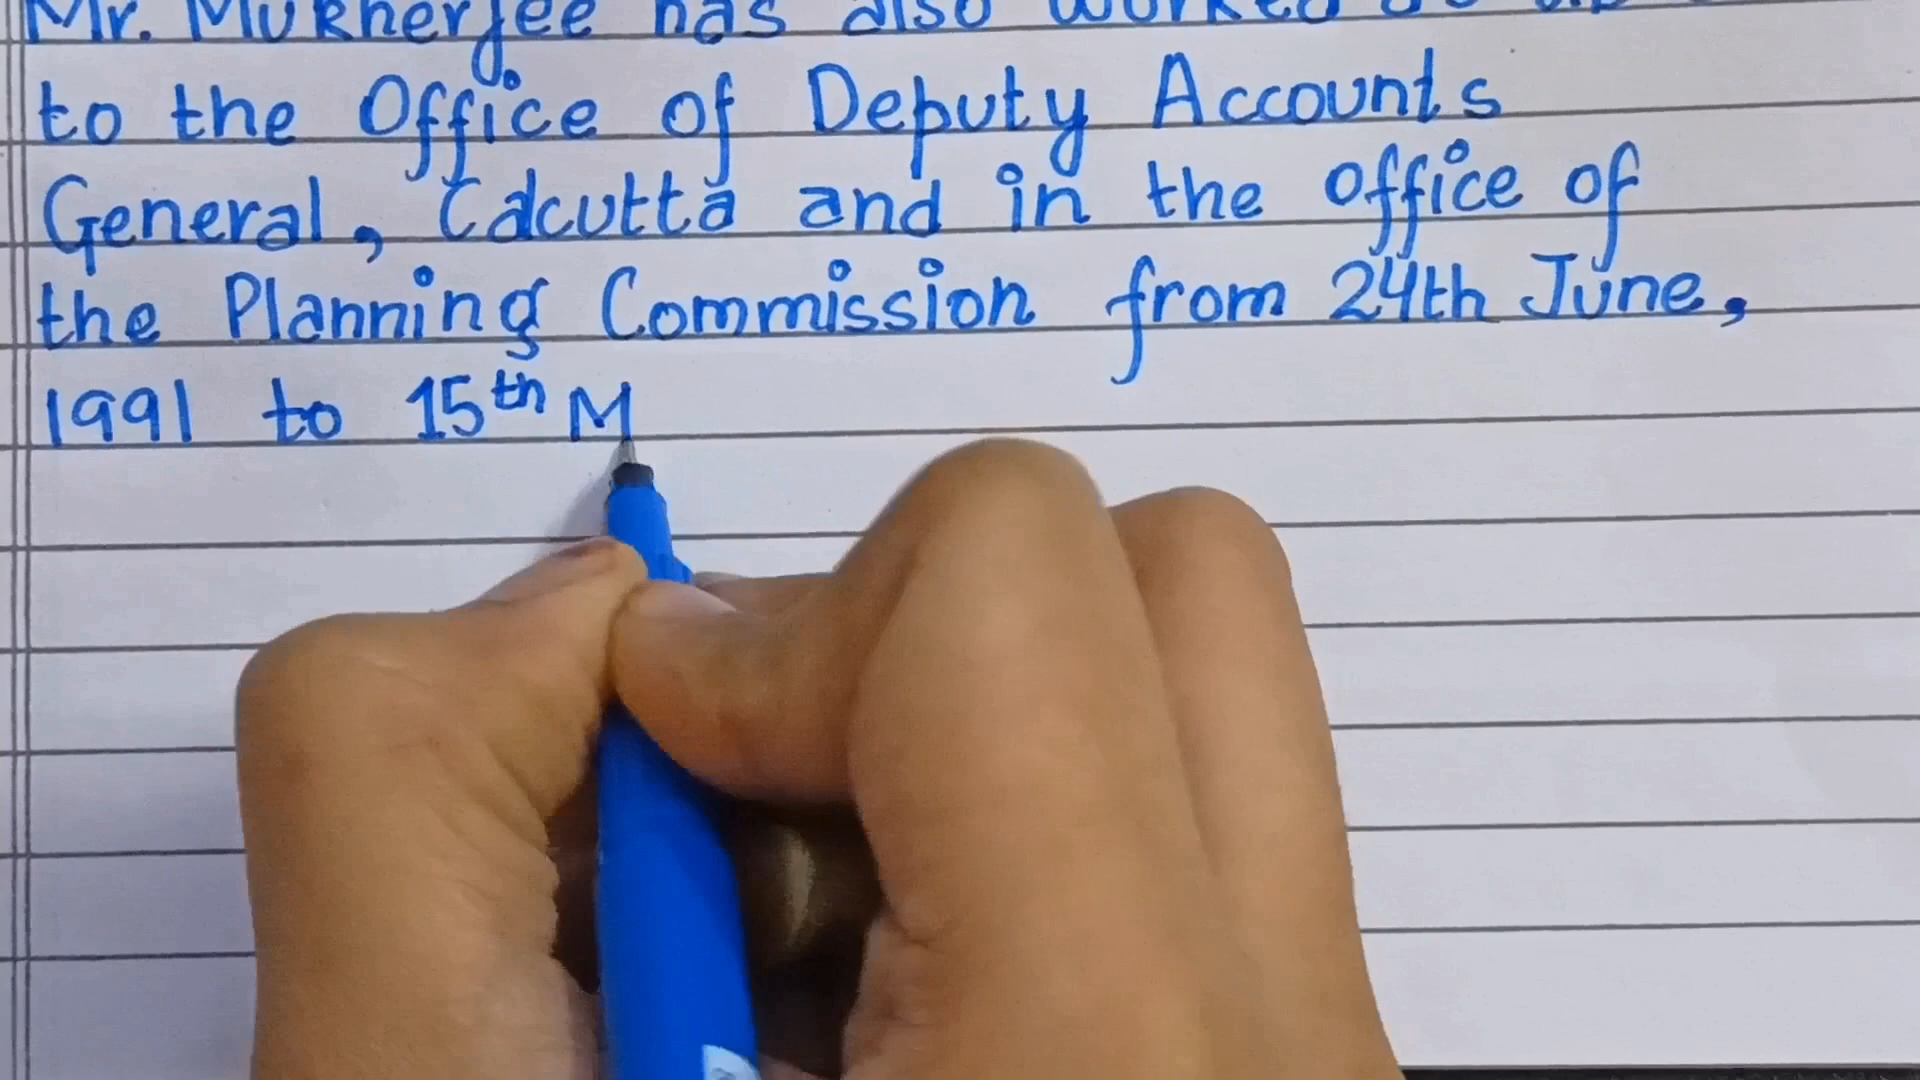 Mr. Mukherjee has also worked
to the Office of Deputy Accounts
General, Cacutta and in the office of
the Planning Commission from 24th June,
1991 to 15th M